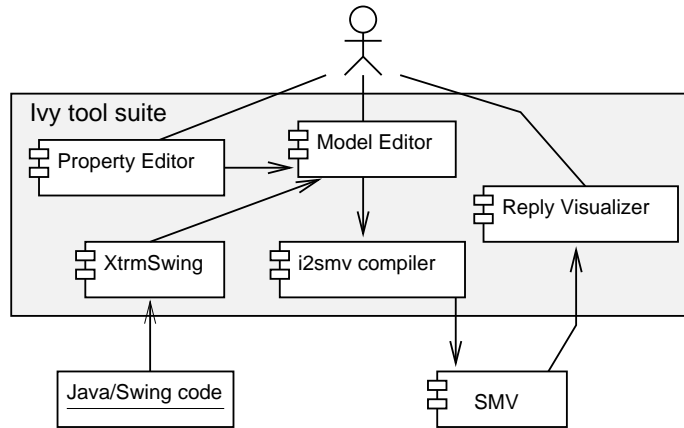 Ivy tool suite
Model Editor
Property Editor
Reply Visualizer
XtrmSwing
i2smv compiler
Java/Swing code
SMV